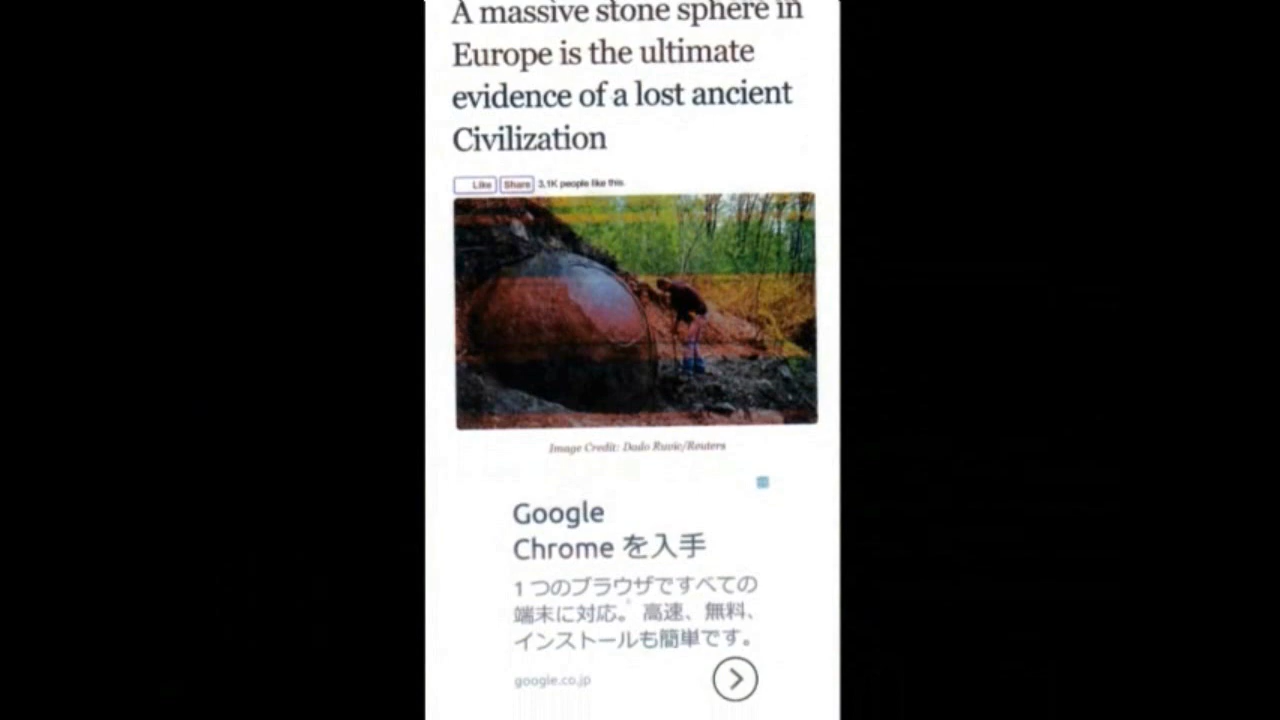 A massive stone sphere in
Europe is the ultimate
evidence of a lost ancient
Civilization
Like Share 3.1K people like this.
Image Credit: Dado Ruvic/Reuters
Google
Chrome を入手
1 つのブラウザですべての
端末に対応。 高速、無料、
インストールも簡単です。
google.co.jp